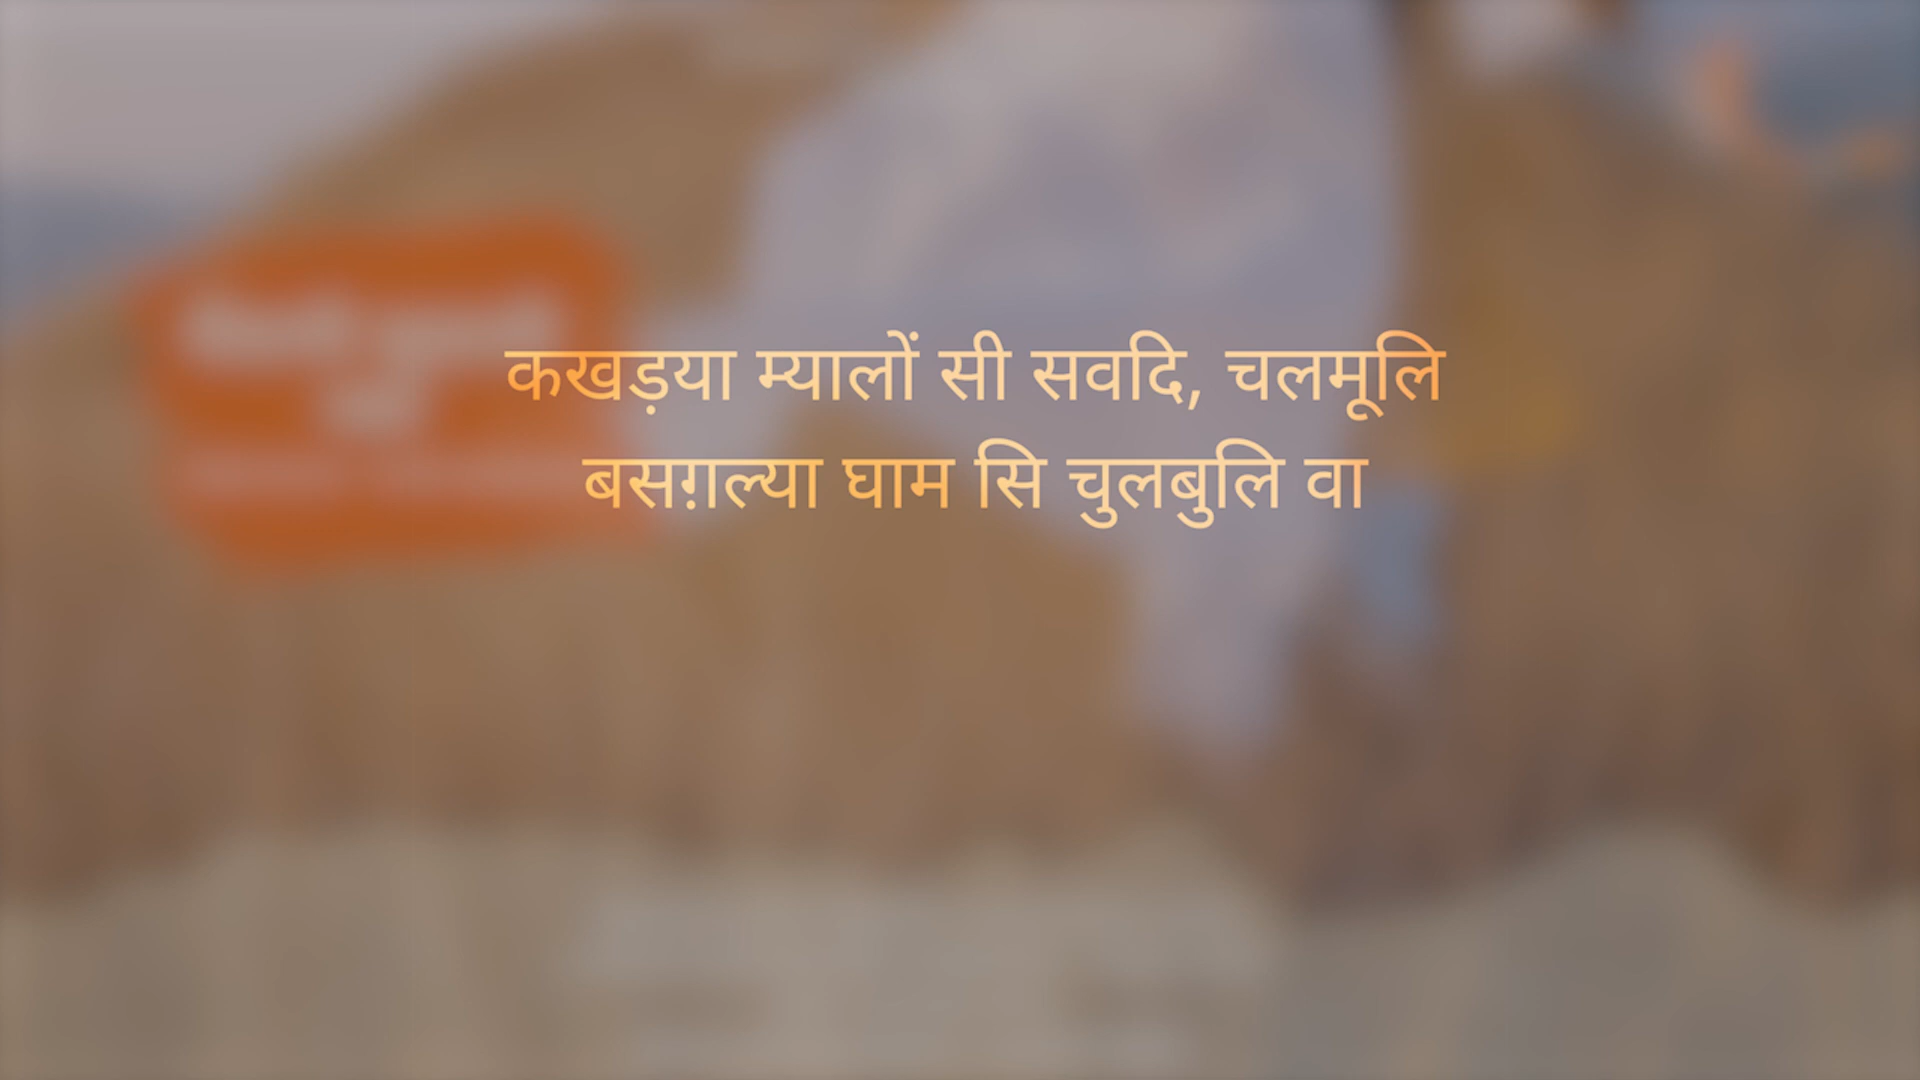 कखड़या म्यालों सी सवदि, चलमूलि
बसग़ल्या घाम सि चुलबुलि वा